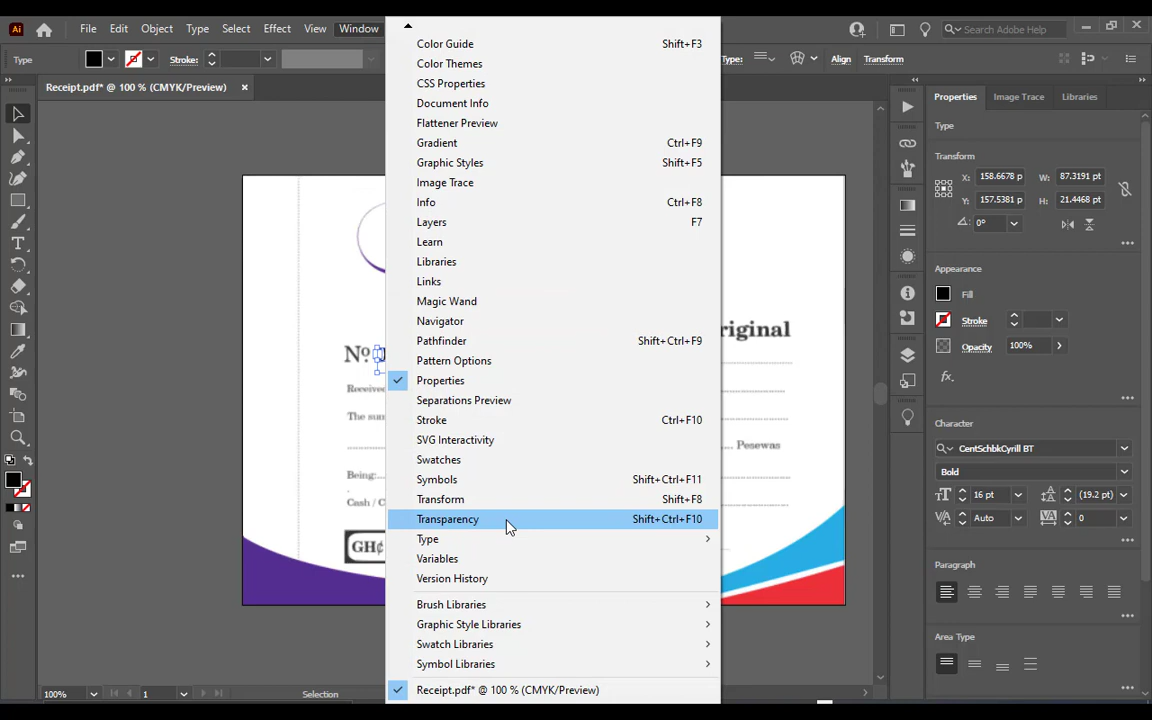 Ai File Edit Object Type Select Effect View Window Search Adobe Help
Type Stroke: Type: Align Transform
Receipt.pdf* @ 100 % (CMYK/Preview) ×
Color Guide Shift+F3
Color Themes
CSS Properties
Document Info
Flattener Preview
Gradient Ctrl+F9
Graphic Styles Shift+F5
Image Trace
Info Ctrl+F8
Layers F7
Learn
Libraries
Links
Magic Wand
Navigator
Pathfinder Shift+Ctrl+F9
Pattern Options
Properties
Separations Preview
Stroke Ctrl+F10
SVG Interactivity
Swatches
Symbols Shift+Ctrl+F11
Transform Shift+F8
Transparency Shift+Ctrl+F10
Type
Variables
Version History
Brush Libraries
Graphic Style Libraries
Swatch Libraries
Symbol Libraries
Receipt.pdf* @ 100 % (CMYK/Preview)
riginal
Nº.
Received
The sum
Pesewas
Being:
Cash / C
GH¢
Properties Image Trace Libraries
Type
Transform
X: 158.6678 p W: 87.3191 pt
Y: 157.5381 p H: 21.4468 pt
0°
Appearance
Fill
Stroke
Opacity 100%
fx.
Character
CentSchbkCyrill BT
Bold
16 pt (19.2 pt)
Auto 0
Paragraph
Area Type
100% 1 Selection